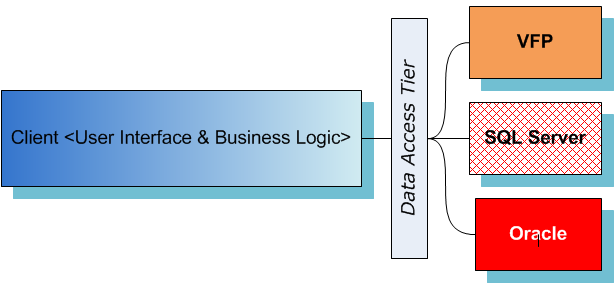 Client <User Interface & Business Logic>
Data Access Tier
VFP
SQL Server
Oracle